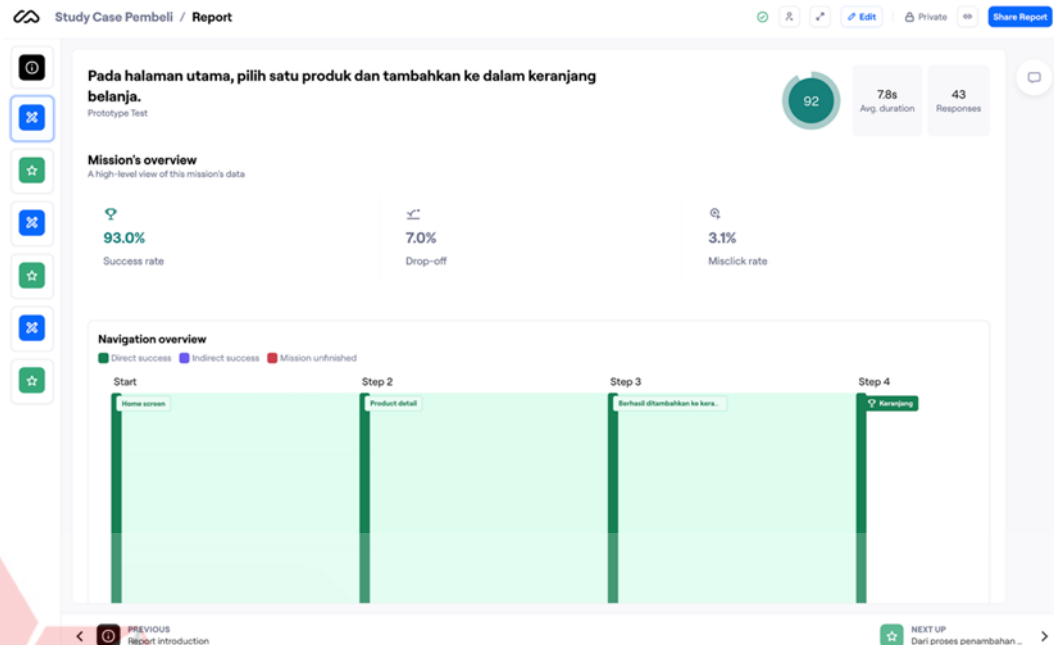 Study Case Pembeli / Report
Edit
Private
Share Report
Pada halaman utama, pilih satu produk dan tambahkan ke dalam keranjang
belanja.
Prototype Test
92
7.8s
Avg. duration
43
Responses
Mission's overview
A high-level view of this mission's data
93.0%
Success rate
7.0%
Drop-off
3.1%
Misclick rate
Navigation overview
Direct success
Indirect success
Mission unfinished
Start
Step 2
Step 3
Step 4
Home screen
Product detail
Berhasil ditambahkan ke kera..
Keranjang
PREVIOUS
Report introduction
NEXT UP
Dari proses penambahan ...